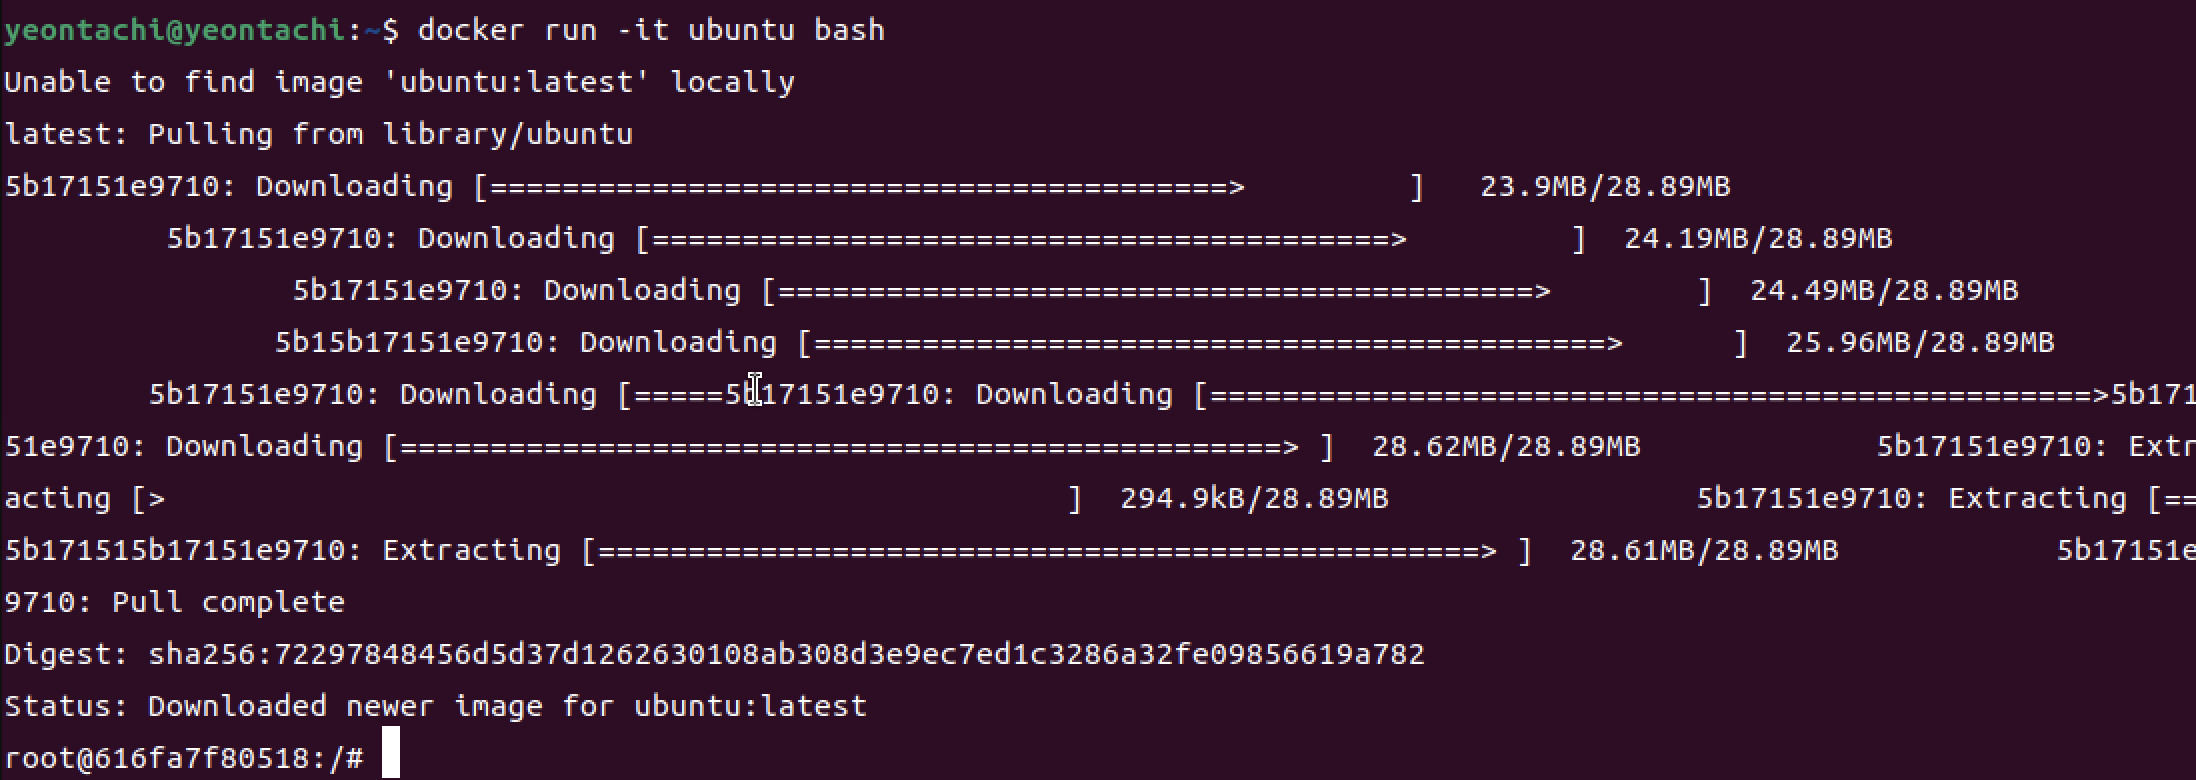 yeontachi@yeontachi:~$ docker run -it ubuntu bash
Unable to find image 'ubuntu:latest' locally
latest: Pulling from library/ubuntu
5b17151e9710: Downloading [=========================================>         ]   23.9MB/28.89MB
5b17151e9710: Downloading [=========================================>         ]  24.19MB/28.89MB
5b17151e9710: Downloading [==========================================>        ]  24.49MB/28.89MB
5b15b17151e9710: Downloading [============================================>      ]  25.96MB/28.89MB
5b17151e9710: Downloading [=====5b17151e9710: Downloading [=================================================>5b171
51e9710: Downloading [=================================================> ]  28.62MB/28.89MB             5b17151e9710: Extr
acting [>                                                  ]  294.9kB/28.89MB                 5b17151e9710: Extracting [==
5b171515b17151e9710: Extracting [=================================================> ]  28.61MB/28.89MB            5b17151e
9710: Pull complete
Digest: sha256:72297848456d5d37d1262630108ab308d3e9ec7ed1c3286a32fe09856619a782
Status: Downloaded newer image for ubuntu:latest
root@616fa7f80518:/#